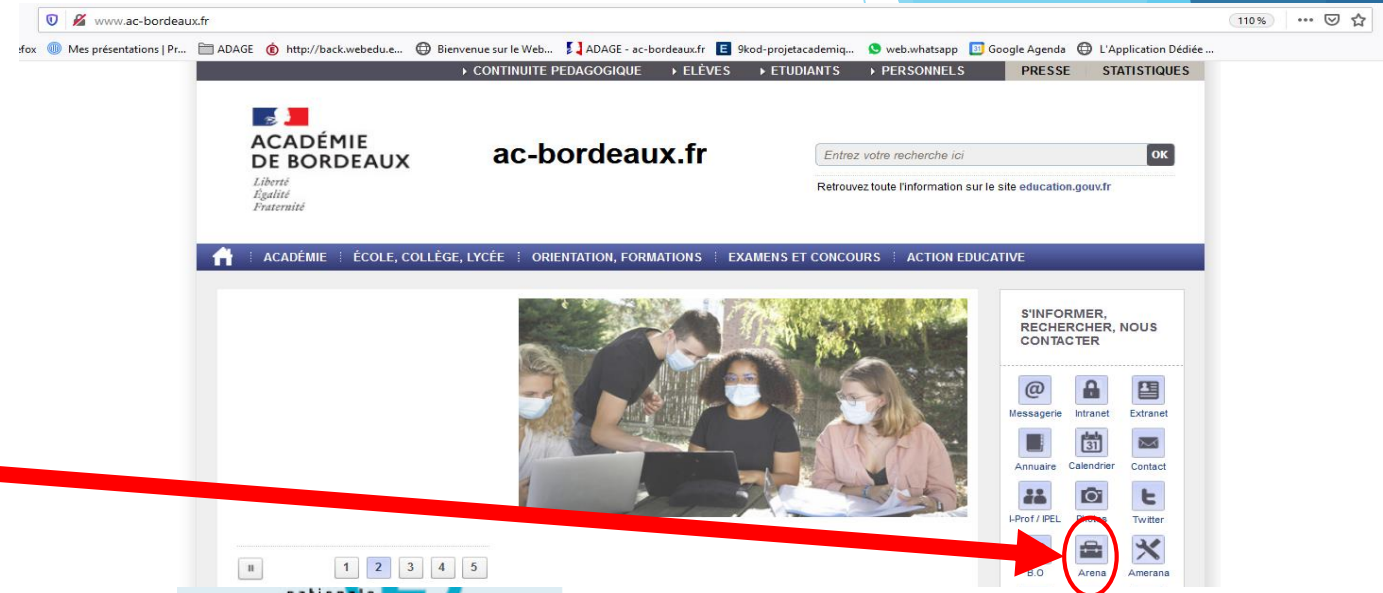 www.ac-bordeaux.fr
110 %
efox Mes présentations | Pr... ADAGE http://back.webedu.e... Bienvenue sur le Web... ADAGE - ac-bordeaux.fr 9kod-projetacademiq... web.whatsapp Google Agenda L'Application Dédiée ...
CONTINUITE PEDAGOGIQUE ELÈVES ETUDIANTS PERSONNELS PRESSE STATISTIQUES
ACADÉMIE
DE BORDEAUX
Liberté
Égalité
Fraternité
ac-bordeaux.fr
Entrez votre recherche ici OK
Retrouvez toute l'information sur le site education.gouv.fr
ACADÉMIE ÉCOLE, COLLÈGE, LYCÉE ORIENTATION, FORMATIONS EXAMENS ET CONCOURS ACTION EDUCATIVE
S'INFORMER,
RECHERCHER, NOUS
CONTACTER
Messagerie Intranet Extranet
31
Annuaire Calendrier Contact
I-Prof / IPEL Photos Twitter
B.O Arena Amerana
1 2 3 4 5